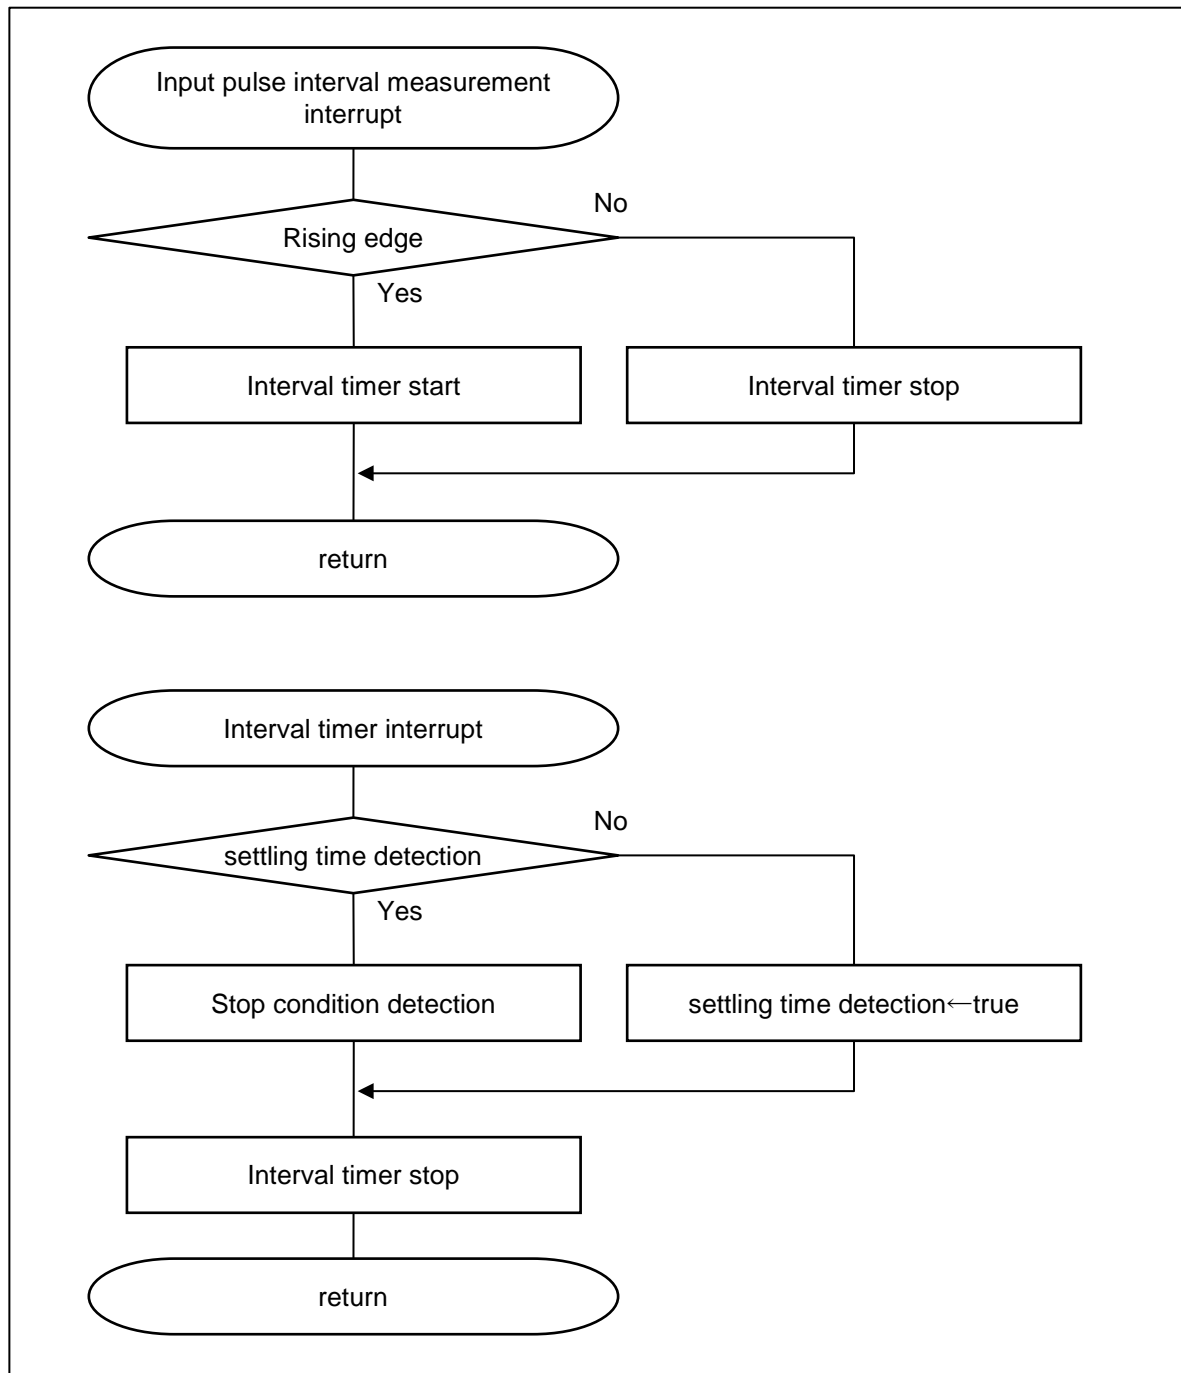 Input pulse interval measurement
interrupt
No
Rising edge
Yes
Interval timer start
Interval timer stop
return
Interval timer interrupt
No
settling time detection
Yes
Stop condition detection
settling time detection←true
Interval timer stop
return